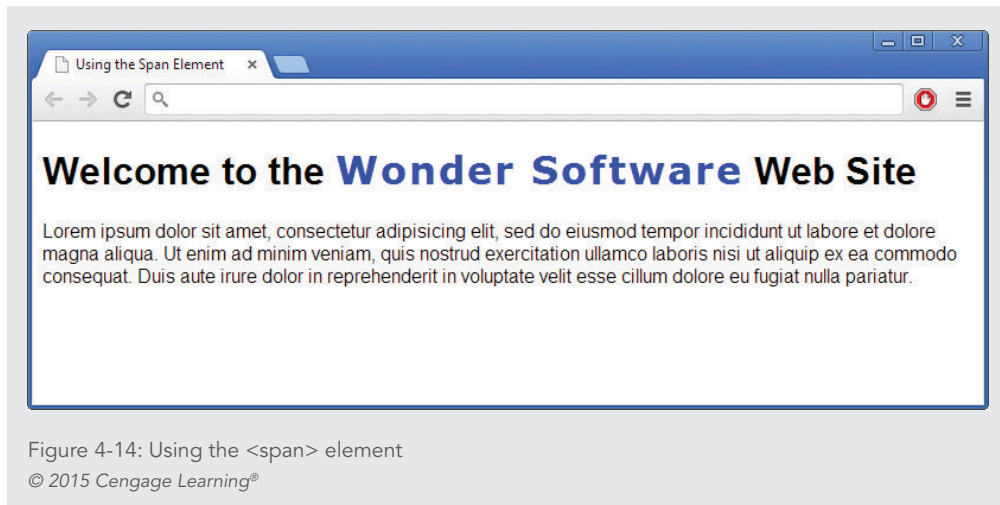 Using the Span Element
Welcome to the Wonder Software Web Site
Lorem ipsum dolor sit amet, consectetur adipisicing elit, sed do eiusmod tempor incididunt ut labore et dolore
magna aliqua. Ut enim ad minim veniam, quis nostrud exercitation ullamco laboris nisi ut aliquip ex ea commodo
consequat. Duis aute irure dolor in reprehenderit in voluptate velit esse cillum dolore eu fugiat nulla pariatur.
Figure 4-14: Using the <span> element
© 2015 Cengage Learning®